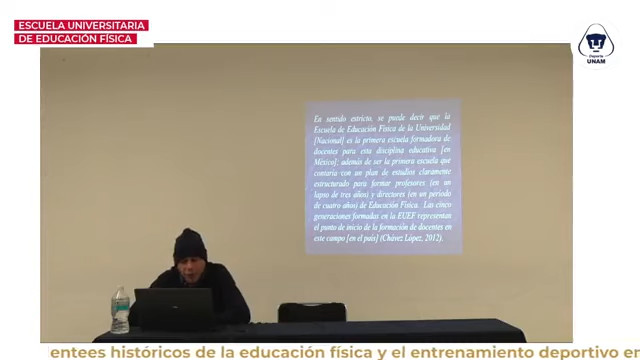 ESCUELA UNIVERSITARIA
DE EDUCACIÓN FÍSICA
Deporte
UNAM
En sentido estricto, se puede decir que la
Escuela de Educación Física de la Universidad
[Nacional] es la primera escuela formadora de
docentes para esta disciplina educativa [en
México]; además de ser la primera escuela que
contaría con un plan de estudios claramente
estructurado para formar profesores (en un
lapso de tres años) y directores (en un período
de cuatro años) de Educación Física. Las cinco
generaciones formadas en la EUEF representan
el punto de inicio de la formación de docentes en
este campo [en el país] (Chávez López, 2012).
entees históricos de la educación física y el entrenamiento deportivo en